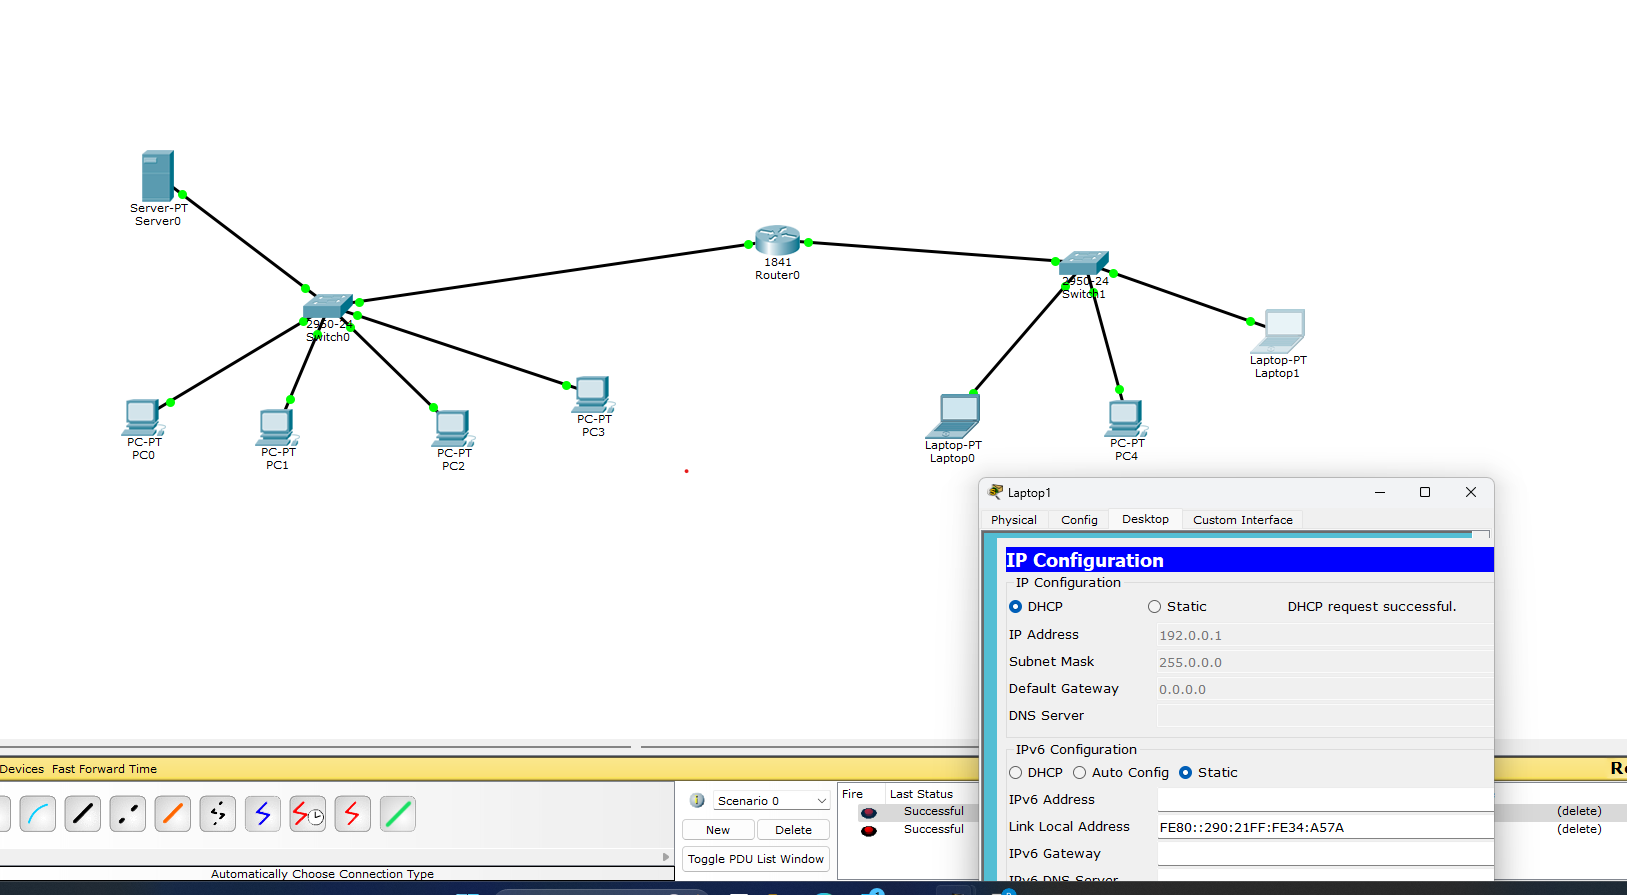 Server-PT
Server0
1841
Router0
2950-24
Switch1
2950-24
Switch0
Laptop-PT
Laptop1
PC-PT
PC3
PC-PT
PC0
PC-PT
PC1
PC-PT
PC2
Laptop-PT
Laptop0
PC-PT
PC4
Laptop1
Physical Config Desktop Custom Interface
IP Configuration
IP Configuration
DHCP Static DHCP request successful.
IP Address 192.0.0.1
Subnet Mask 255.0.0.0
Default Gateway 0.0.0.0
DNS Server
IPv6 Configuration
DHCP Auto Config Static
IPv6 Address
Link Local Address FE80::290:21FF:FE34:A57A
IPv6 Gateway
IPv6 DNS Server
Devices Fast Forward Time
Scenario 0
New Delete
Toggle PDU List Window
Fire Last Status
Successful (delete)
Successful (delete)
Automatically Choose Connection Type